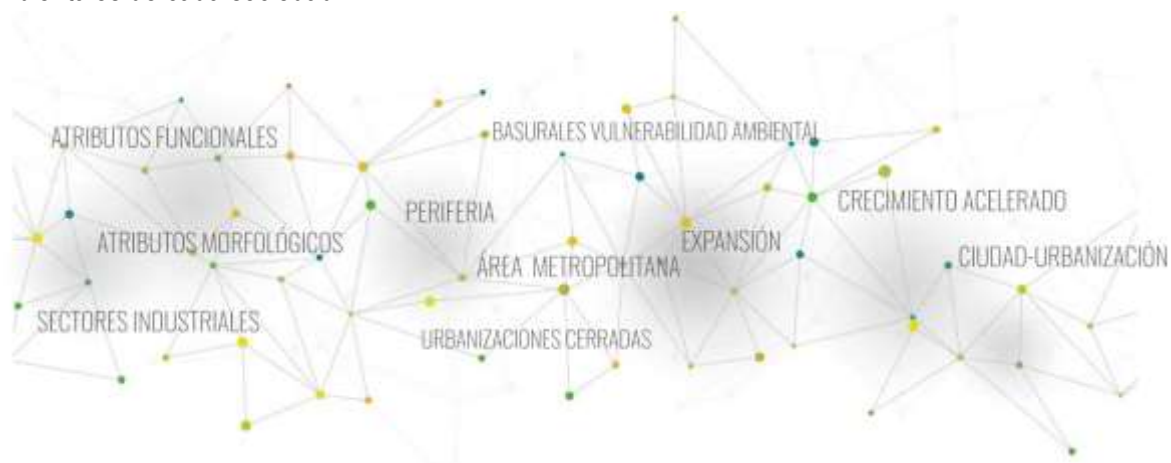 ATRIBUTOS FUNCIONALES
BASURALES VULNERABILIDAD AMBIENTAL
PERIFERIA
CRECIMIENTO ACELERADO
ATRIBUTOS MORFOLÓGICOS
EXPANSIÓN
ÁREA METROPOLITANA
CIUDAD-URBANIZACIÓN
SECTORES INDUSTRIALES
URBANIZACIONES CERRADAS